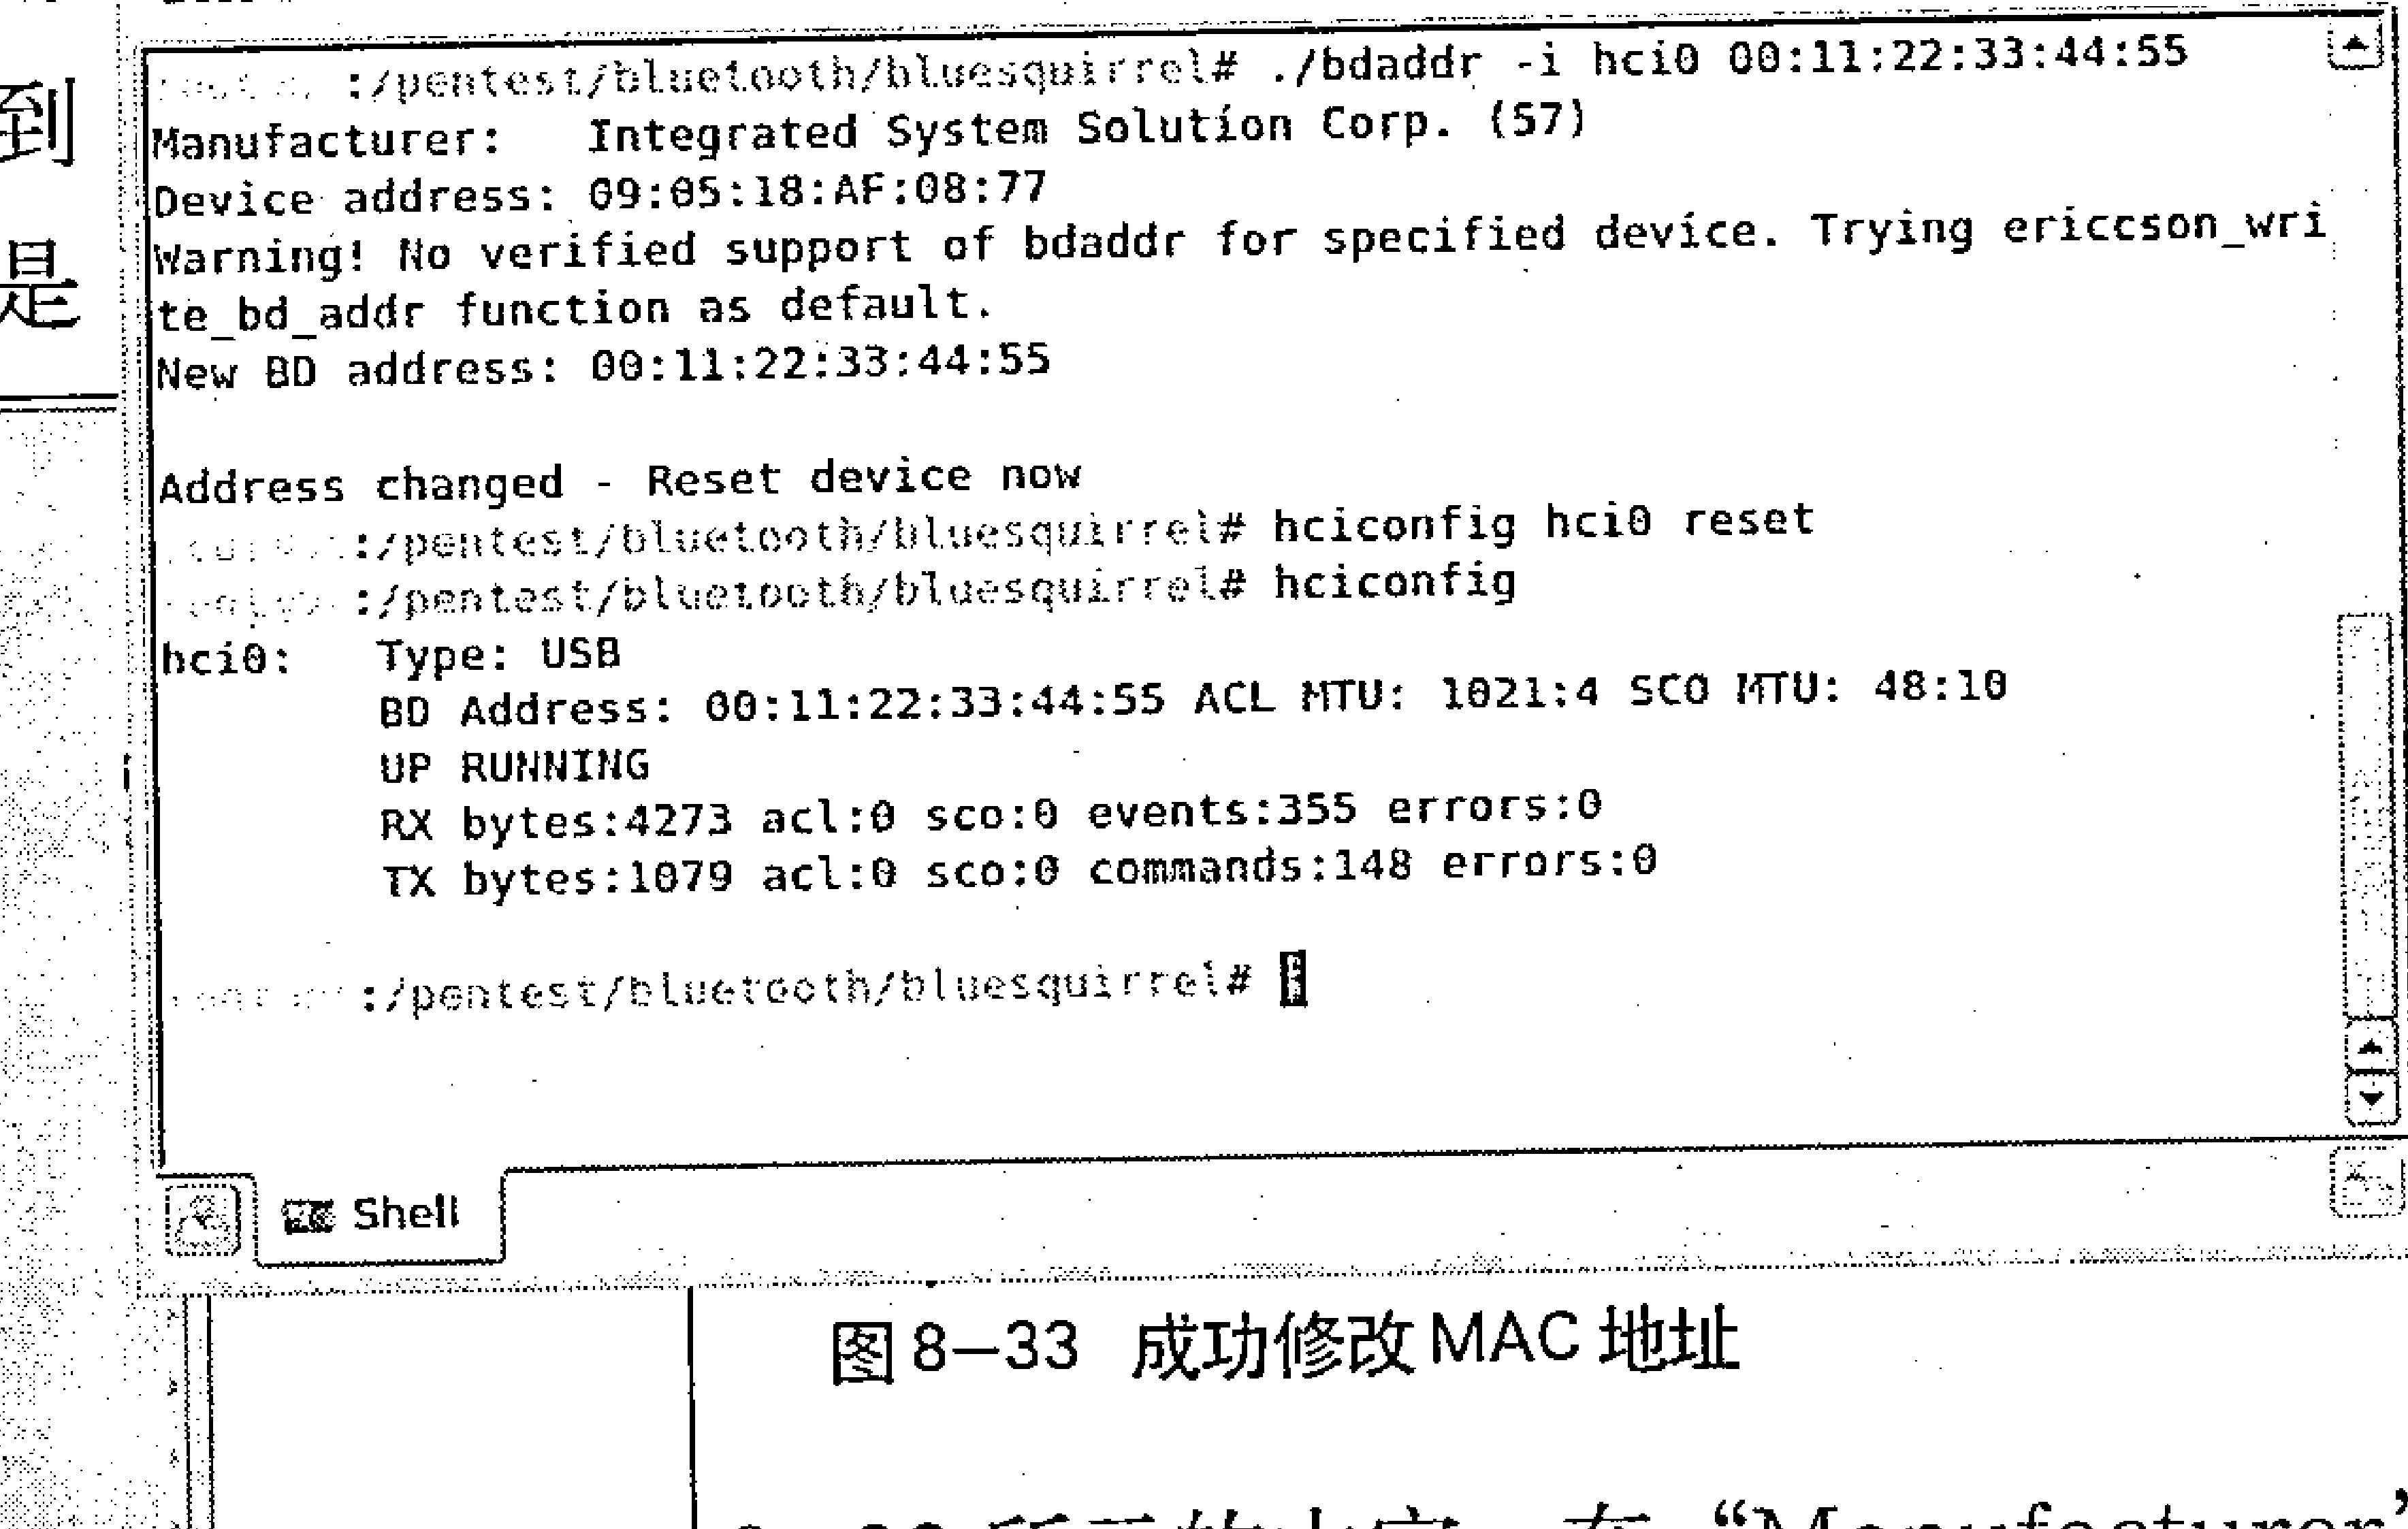 到
是
:/pentest/bluetooth/bluesquirrel# ./bdaddr -i hci0 00:11:22:33:44:55
Manufacturer: Integrated System Solution Corp. (57)
Device address: 09:05:18:AF:08:77
Warning! No verified support of bdaddr for specified device. Trying ericcson_wri
te_bd_addr function as default.
New BD address: 00:11:22:33:44:55
Address changed - Reset device now
:/pentest/bluetooth/bluesquirrel# hciconfig hci0 reset
:/pentest/bluetooth/bluesquirrel# hciconfig
hci0: Type: USB
BD Address: 00:11:22:33:44:55 ACL MTU: 1021:4 SCO MTU: 48:10
UP RUNNING
RX bytes:4273 acl:0 sco:0 events:355 errors:0
TX bytes:1079 acl:0 sco:0 commands:148 errors:0
:/pentest/bluetooth/bluesquirrel#
Shell
图 8-33 成功修改 MAC 地址